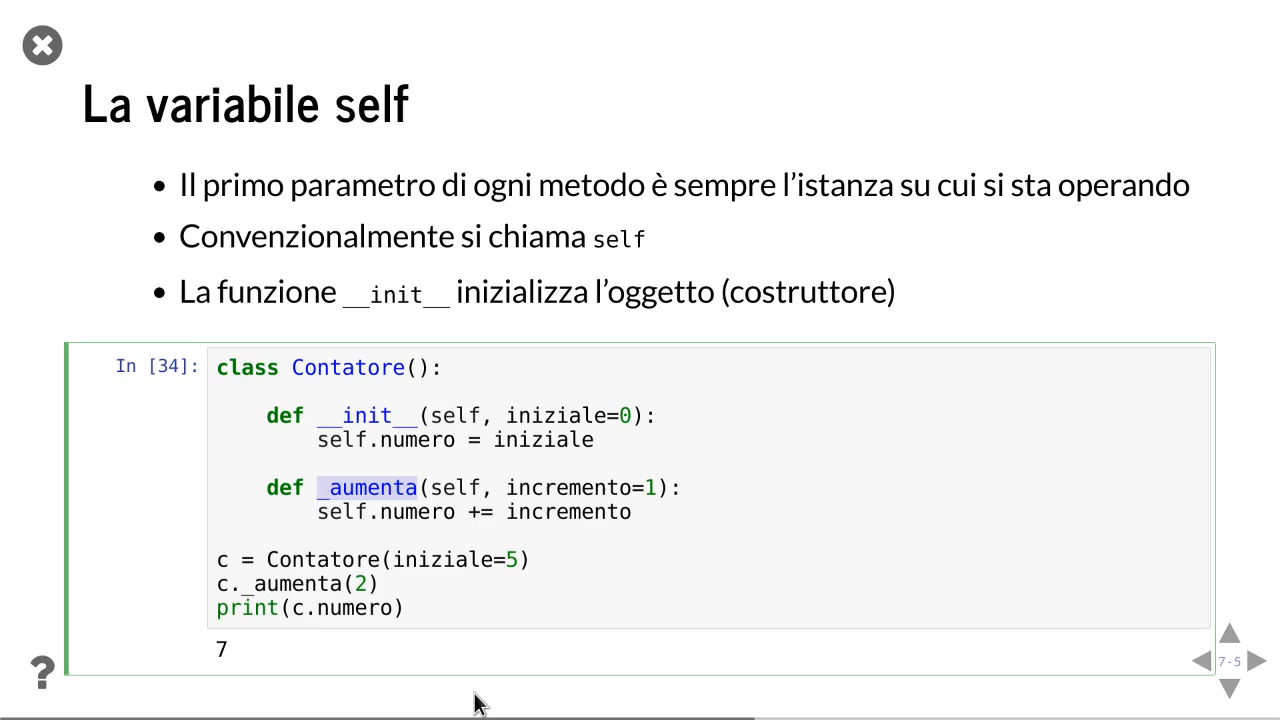 La variabile self
• Il primo parametro di ogni metodo è sempre l’istanza su cui si sta operando
• Convenzionalmente si chiama self
• La funzione __init__ inizializza l’oggetto (costruttore)
In [34]: class Contatore():
    def __init__(self, iniziale=0):
        self.numero = iniziale
    def _aumenta(self, incremento=1):
        self.numero += incremento
c = Contatore(iniziale=5)
c._aumenta(2)
print(c.numero)
7
7-5
?